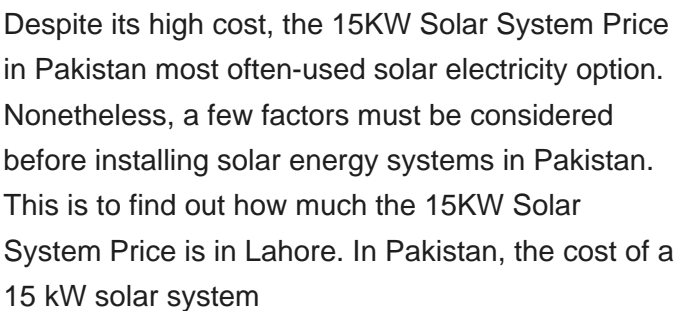 Despite its high cost, the 15KW Solar System Price
in Pakistan most often-used solar electricity option.
Nonetheless, a few factors must be considered
before installing solar energy systems in Pakistan.
This is to find out how much the 15KW Solar
System Price is in Lahore. In Pakistan, the cost of a
15 kW solar system